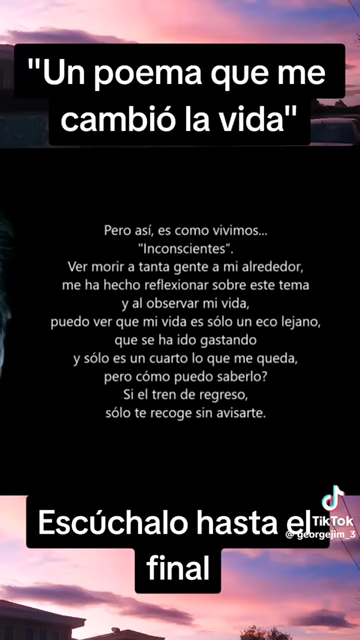 "Un poema que me
cambió la vida"
Pero así, es como vivimos...
"Inconscientes”.
Ver morir a tanta gente a mi alrededor,
me ha hecho reflexionar sobre este tema
y al observar mi vida,
puedo ver que mi vida es sólo un eco lejano,
que se ha ido gastando
y sólo es un cuarto lo que me queda,
pero cómo puedo saberlo?
Si el tren de regreso,
sólo te recoge sin avisarte.
Escúchalo hasta el
final
TikTok
@georgejim_3